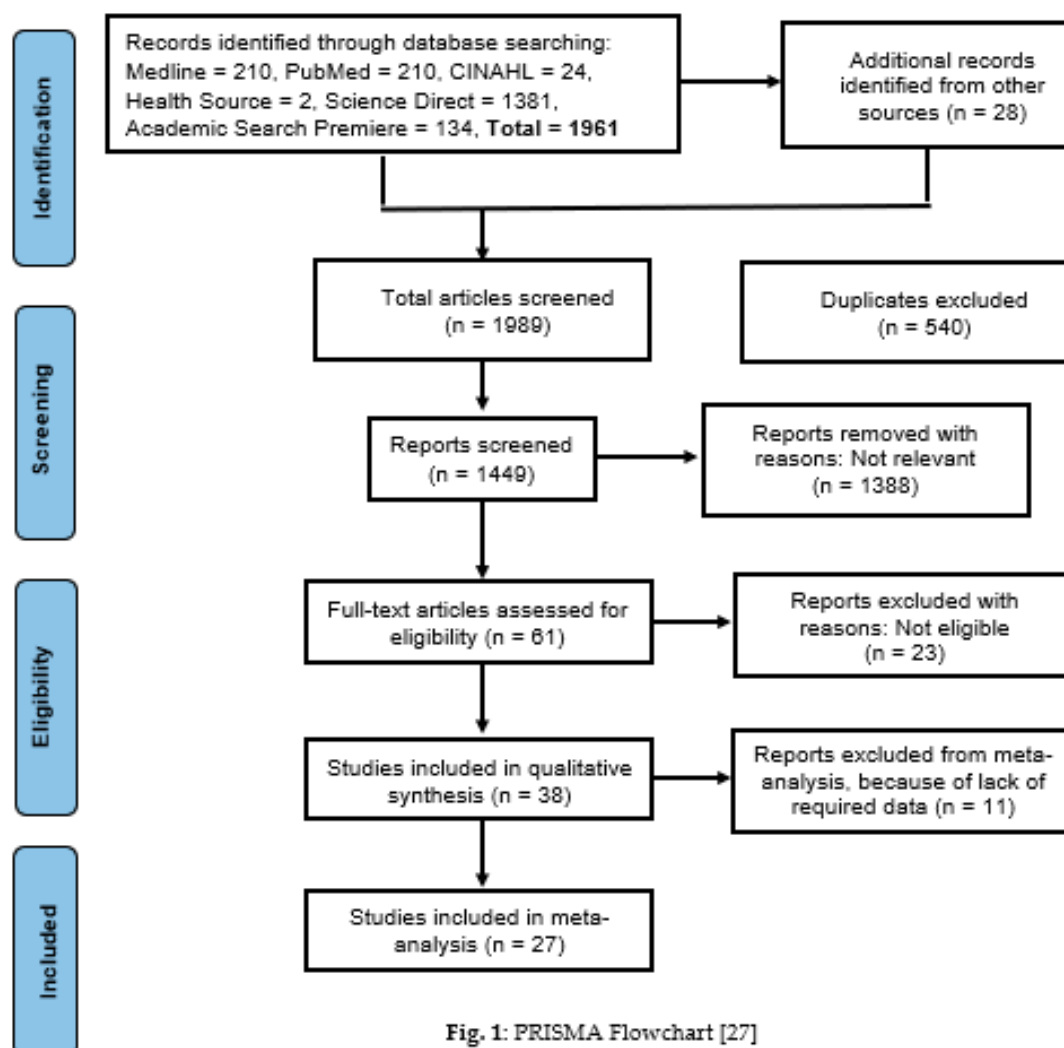 Identification
Records identified through database searching:
Medline = 210, PubMed = 210, CINAHL = 24,
Health Source = 2, Science Direct = 1381,
Academic Search Premiere = 134, Total = 1961
Additional records
identified from other
sources (n = 28)
Screening
Total articles screened
(n = 1989)
Duplicates excluded
(n = 540)
Reports screened
(n = 1449)
Reports removed with
reasons: Not relevant
(n = 1388)
Eligibility
Full-text articles assessed for
eligibility (n = 61)
Reports excluded with
reasons: Not eligible
(n = 23)
Studies included in qualitative
synthesis (n = 38)
Reports excluded from meta-
analysis, because of lack of
required data (n = 11)
Included
Studies included in meta-
analysis (n = 27)
Fig. 1: PRISMA Flowchart [27]